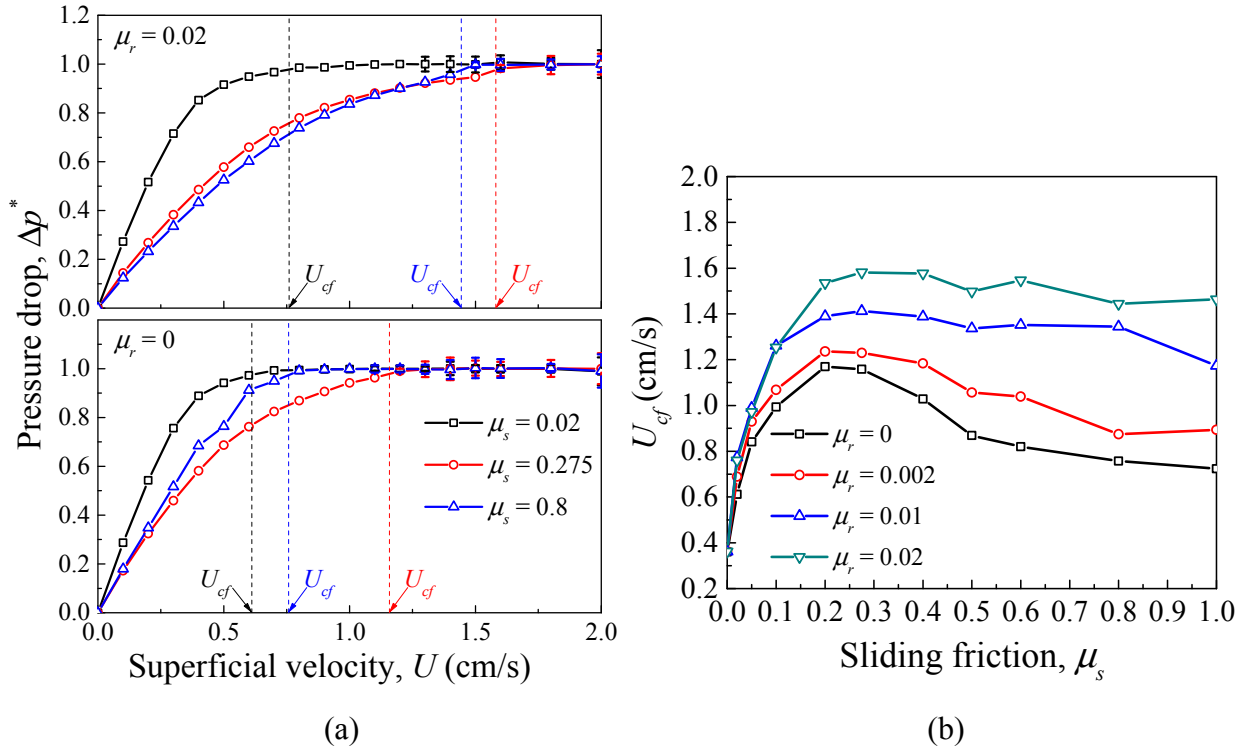 1.2
μr = 0.02
Ucf
1.0
0.8
0.6
0.4
0.2
0.0
Ucf
Ucf
Ucf
μr = 0
1.0
0.8
0.6
0.4
0.2
0.0
μs = 0.02
μs = 0.275
μs = 0.8
Ucf
Ucf
Ucf
0.0 0.5 1.0 1.5 2.0
Pressure drop, Δp*
Superficial velocity, U (cm/s)
(a)
2.0
1.8
1.6
1.4
1.2
1.0
0.8
0.6
0.4
0.2
μr = 0
μr = 0.002
μr = 0.01
μr = 0.02
0.0 0.1 0.2 0.3 0.4 0.5 0.6 0.7 0.8 0.9 1.0
Ucf (cm/s)
Sliding friction, μs
(b)